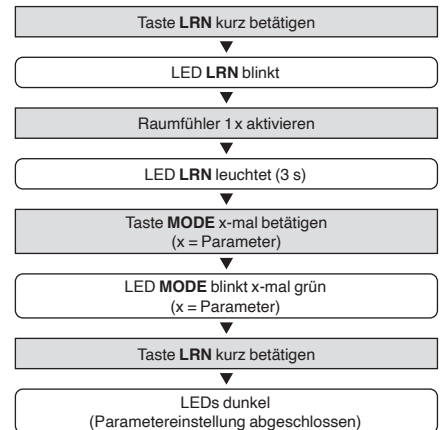 Taste LRN kurz betätigen
LED LRN blinkt
Raumfühler 1 x aktivieren
LED LRN leuchtet (3 s)
Taste MODE x-mal betätigen
(x = Parameter)
LED MODE blinkt x-mal grün
(x = Parameter)
Taste LRN kurz betätigen
LEDs dunkel
(Parametereinstellung abgeschlossen)